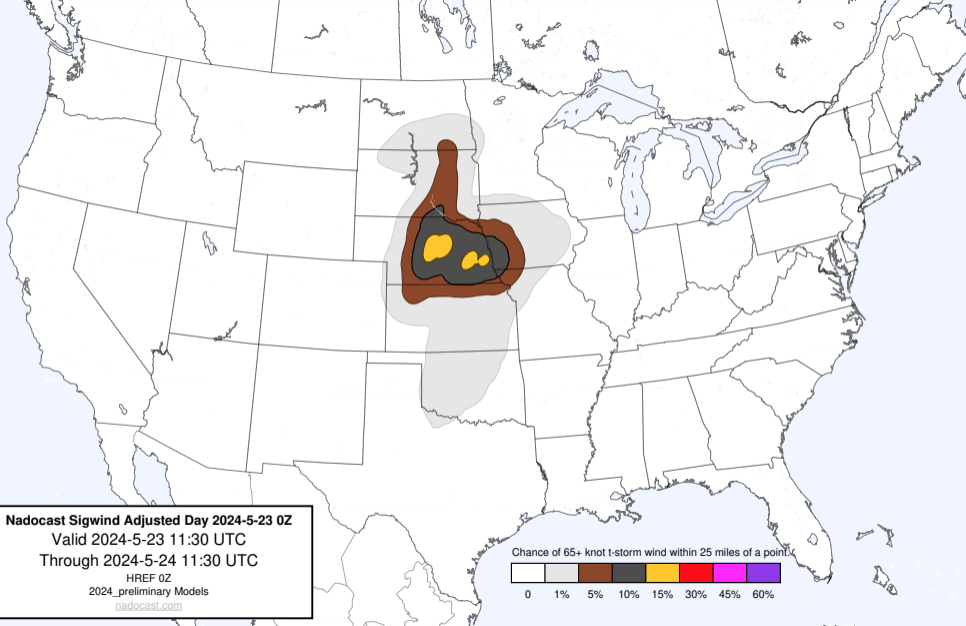 Nadocast Sigwind Adjusted Day 2024-5-23 0Z
Valid 2024-5-23 11:30 UTC
Through 2024-5-24 11:30 UTC
HREF 0Z
2024_preliminary Models
nadocast.com
Chance of 65+ knot t-storm wind within 25 miles of a point.
0 1% 5% 10% 15% 30% 45% 60%